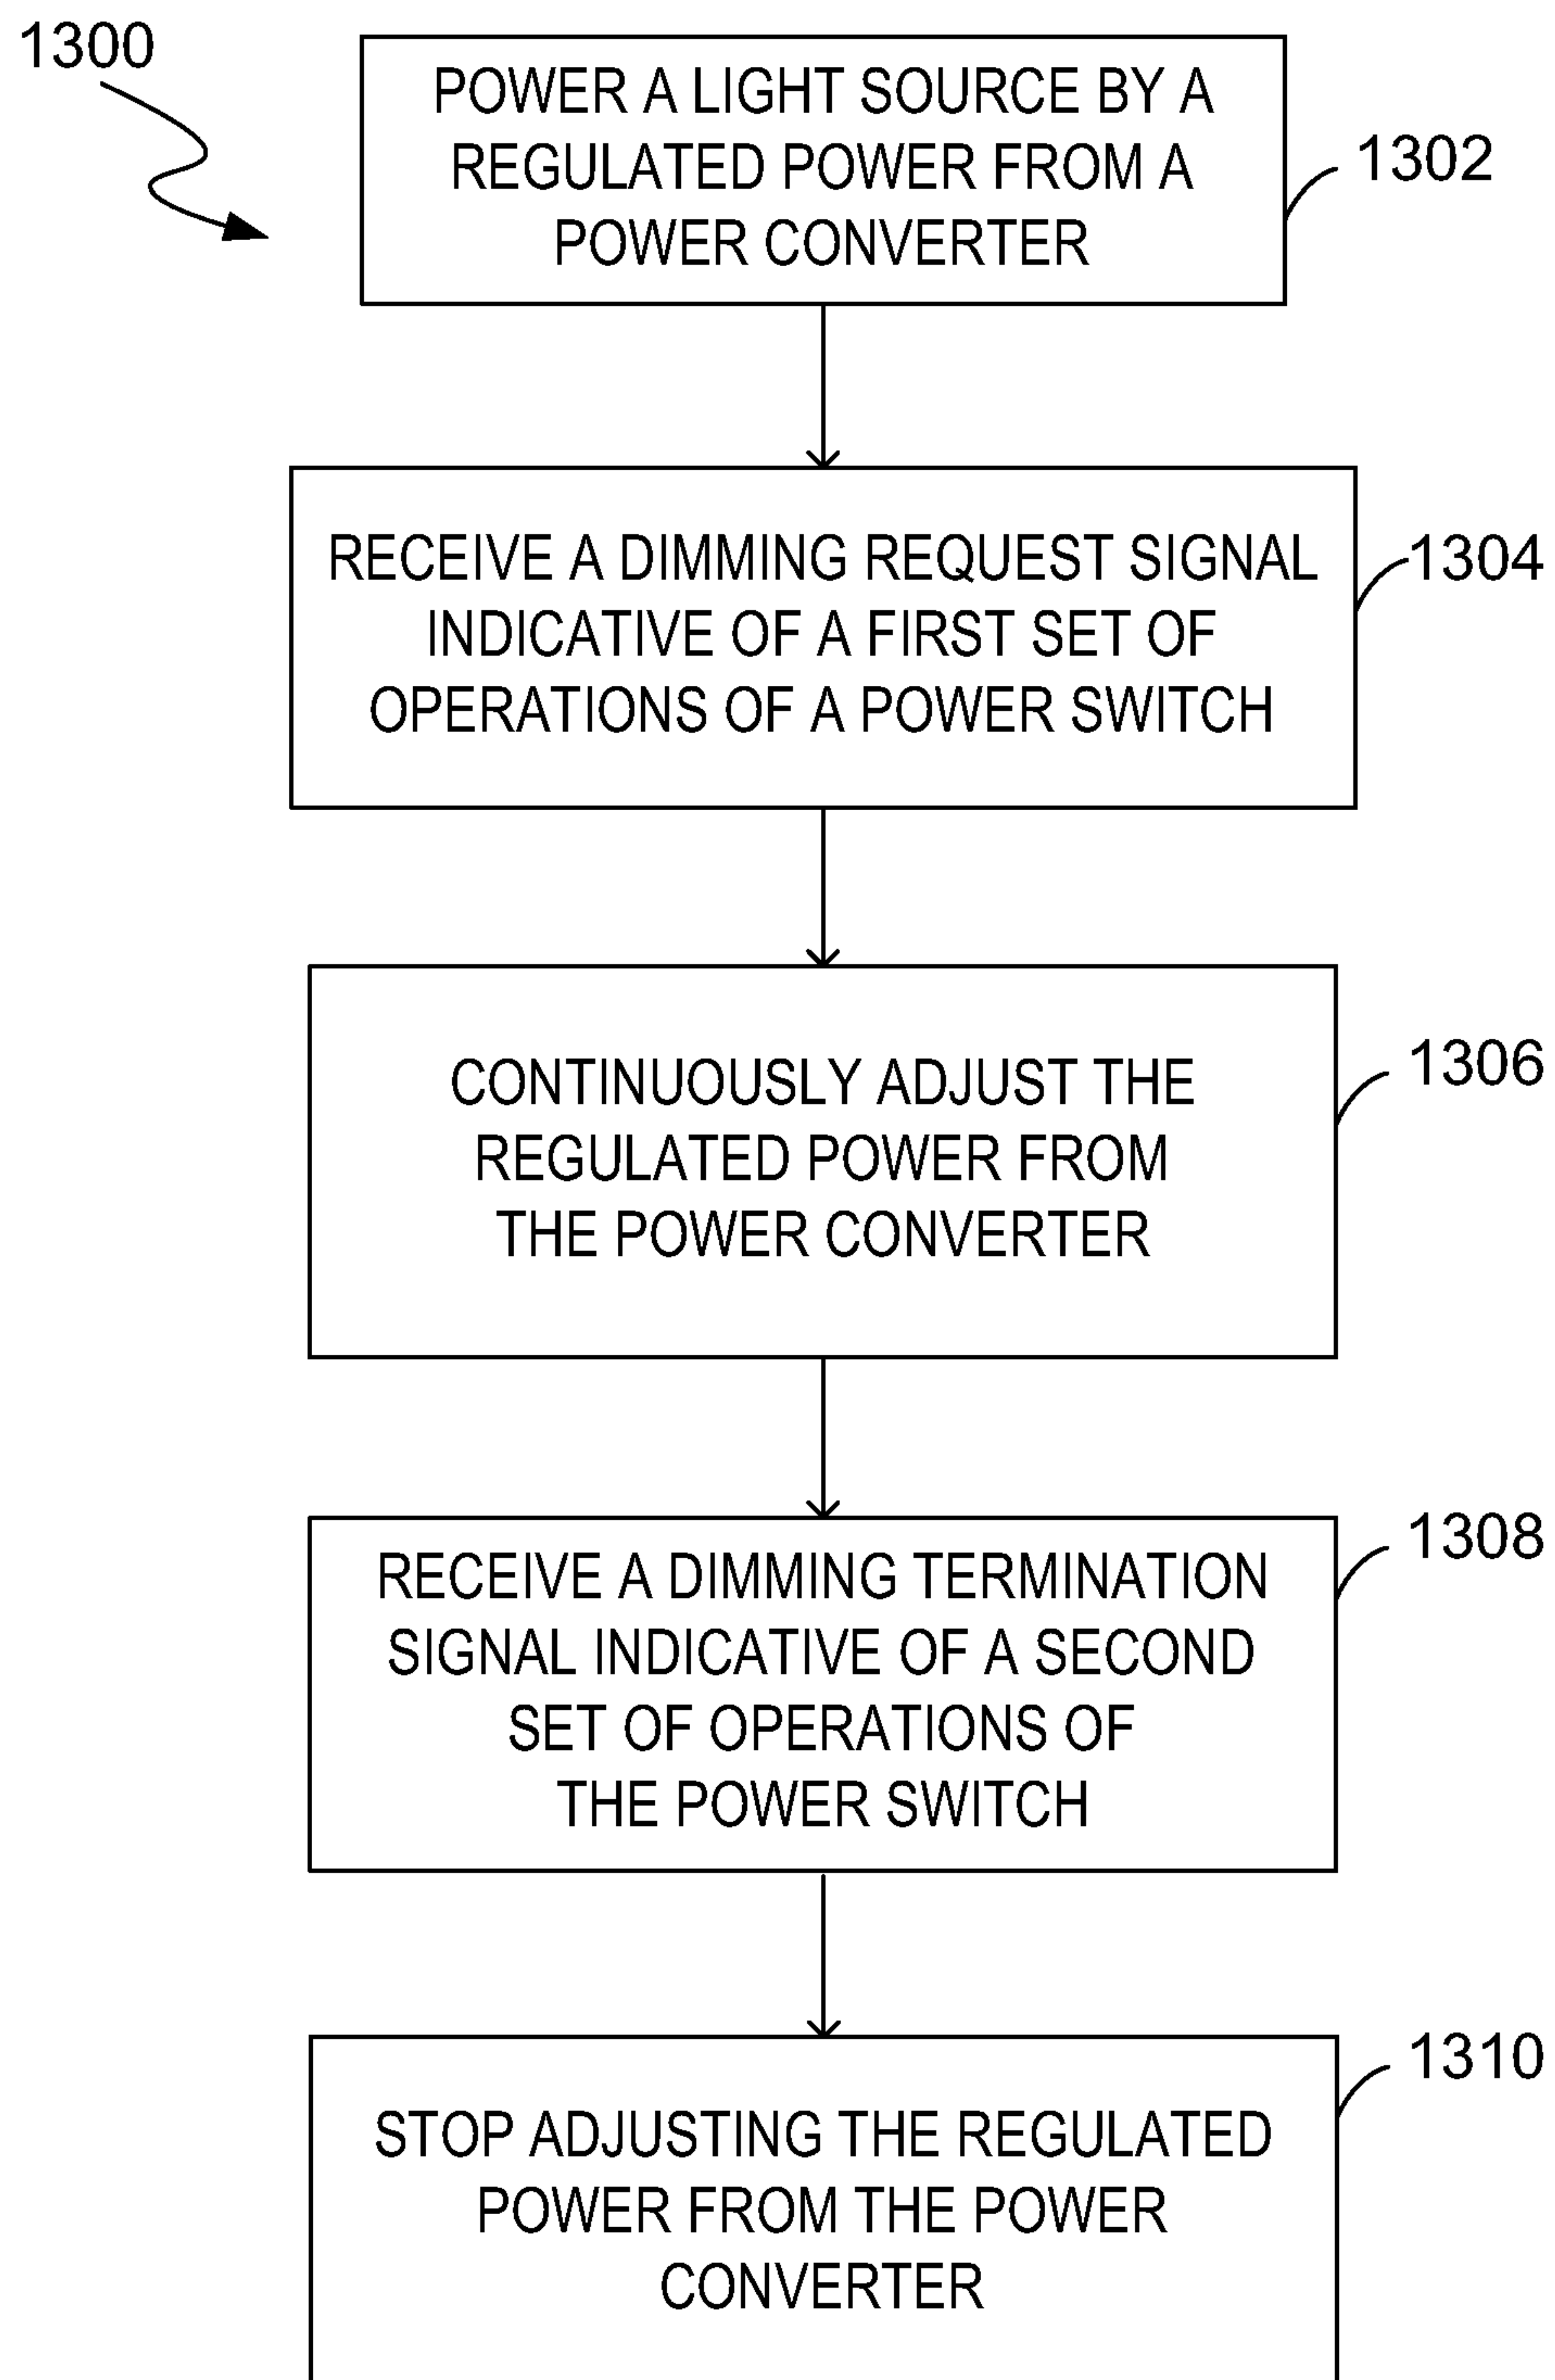 1300
POWER A LIGHT SOURCE BY A
REGULATED POWER FROM A
POWER CONVERTER
1302
RECEIVE A DIMMING REQUEST SIGNAL
INDICATIVE OF A FIRST SET OF
OPERATIONS OF A POWER SWITCH
1304
CONTINUOUSLY ADJUST THE
REGULATED POWER FROM
THE POWER CONVERTER
1306
RECEIVE A DIMMING TERMINATION
SIGNAL INDICATIVE OF A SECOND
SET OF OPERATIONS OF
THE POWER SWITCH
1308
STOP ADJUSTING THE REGULATED
POWER FROM THE POWER
CONVERTER
1310